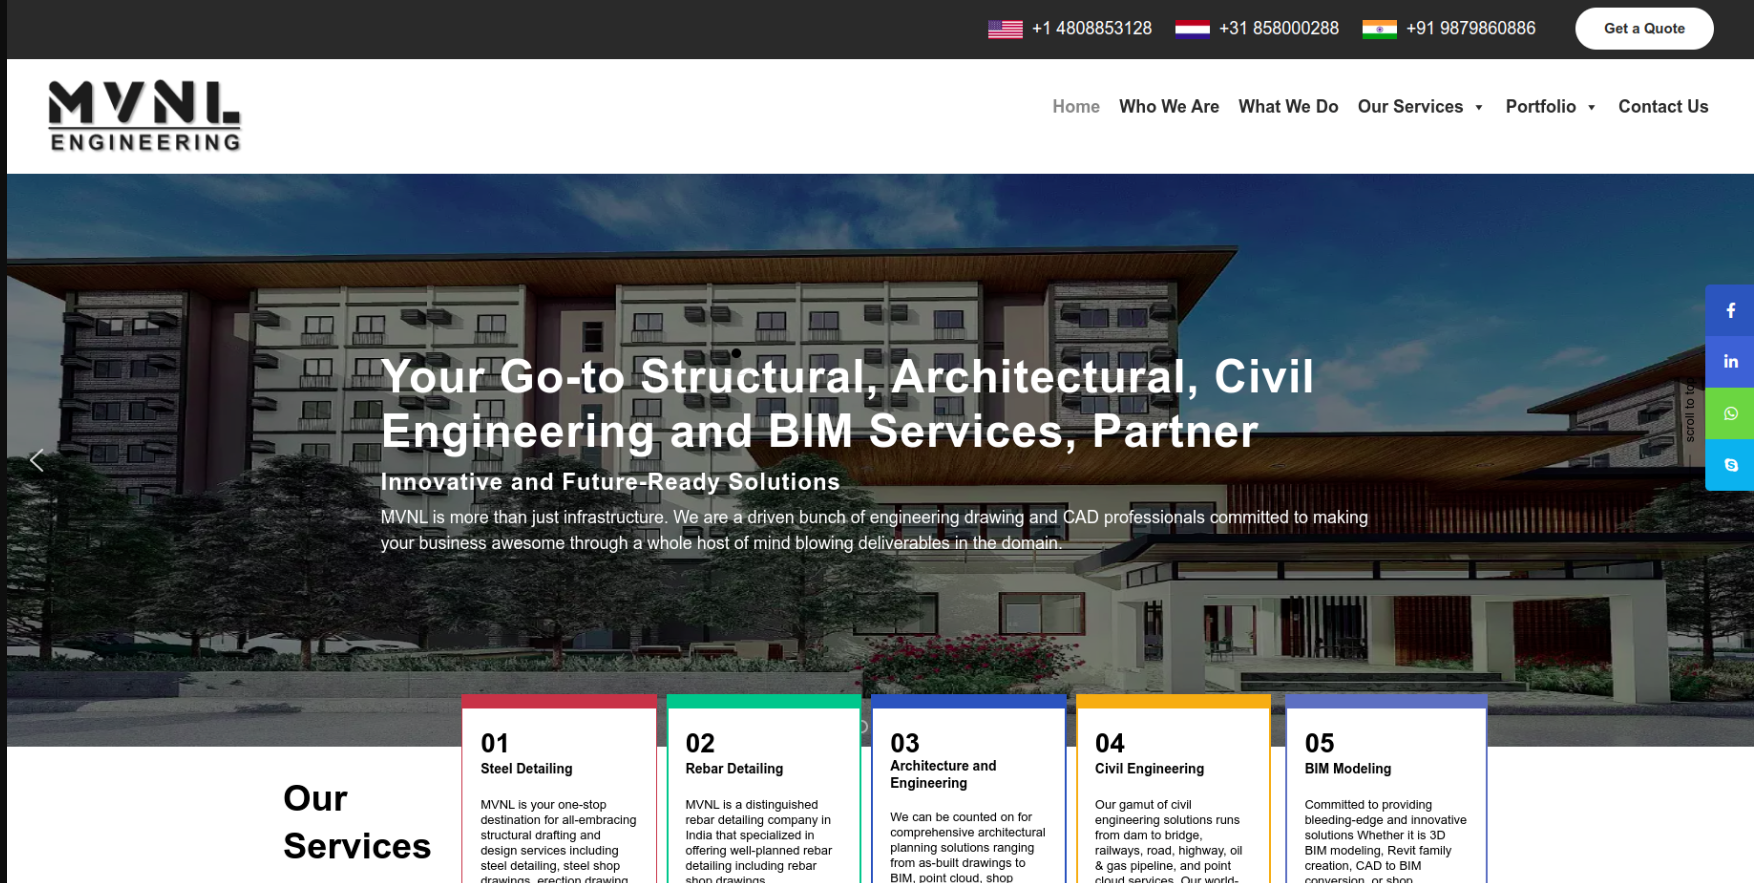 +1 4808853128 +31 858000288 +91 9879860886 Get a Quote
MVNL
ENGINEERING
Home Who We Are What We Do Our Services Portfolio Contact Us
Your Go-to Structural, Architectural, Civil
Engineering and BIM Services, Partner
Innovative and Future-Ready Solutions
MVNL is more than just infrastructure. We are a driven bunch of engineering drawing and CAD professionals committed to making
your business awesome through a whole host of mind blowing deliverables in the domain.
scroll to to
Our
Services
01
Steel Detailing
MVNL is your one-stop
destination for all-embracing
structural drafting and
design services including
steel detailing, steel shop
drawings, erection drawing
02
Rebar Detailing
MVNL is a distinguished
rebar detailing company in
India that specialized in
offering well-planned rebar
detailing including rebar
shop drawings
03
Architecture and
Engineering
We can be counted on for
comprehensive architectural
planning solutions ranging
from as-built drawings to
BIM, point cloud, shop
04
Civil Engineering
Our gamut of civil
engineering solutions runs
from dam to bridge,
railways, road, highway, oil
& gas pipeline, and point
cloud services. Our world-
05
BIM Modeling
Committed to providing
bleeding-edge and innovative
solutions Whether it is 3D
BIM modeling, Revit family
creation, CAD to BIM
conversion, or shop